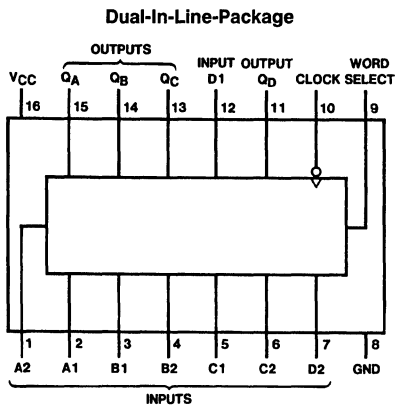 Dual-In-Line-Package
OUTPUTS
INPUT OUTPUT WORD
VCC QA QB QC D1 QD CLOCK SELECT
16 15 14 13 12 11 10 9
1 2 3 4 5 6 7 8
A2 A1 B1 B2 C1 C2 D2 GND
INPUTS